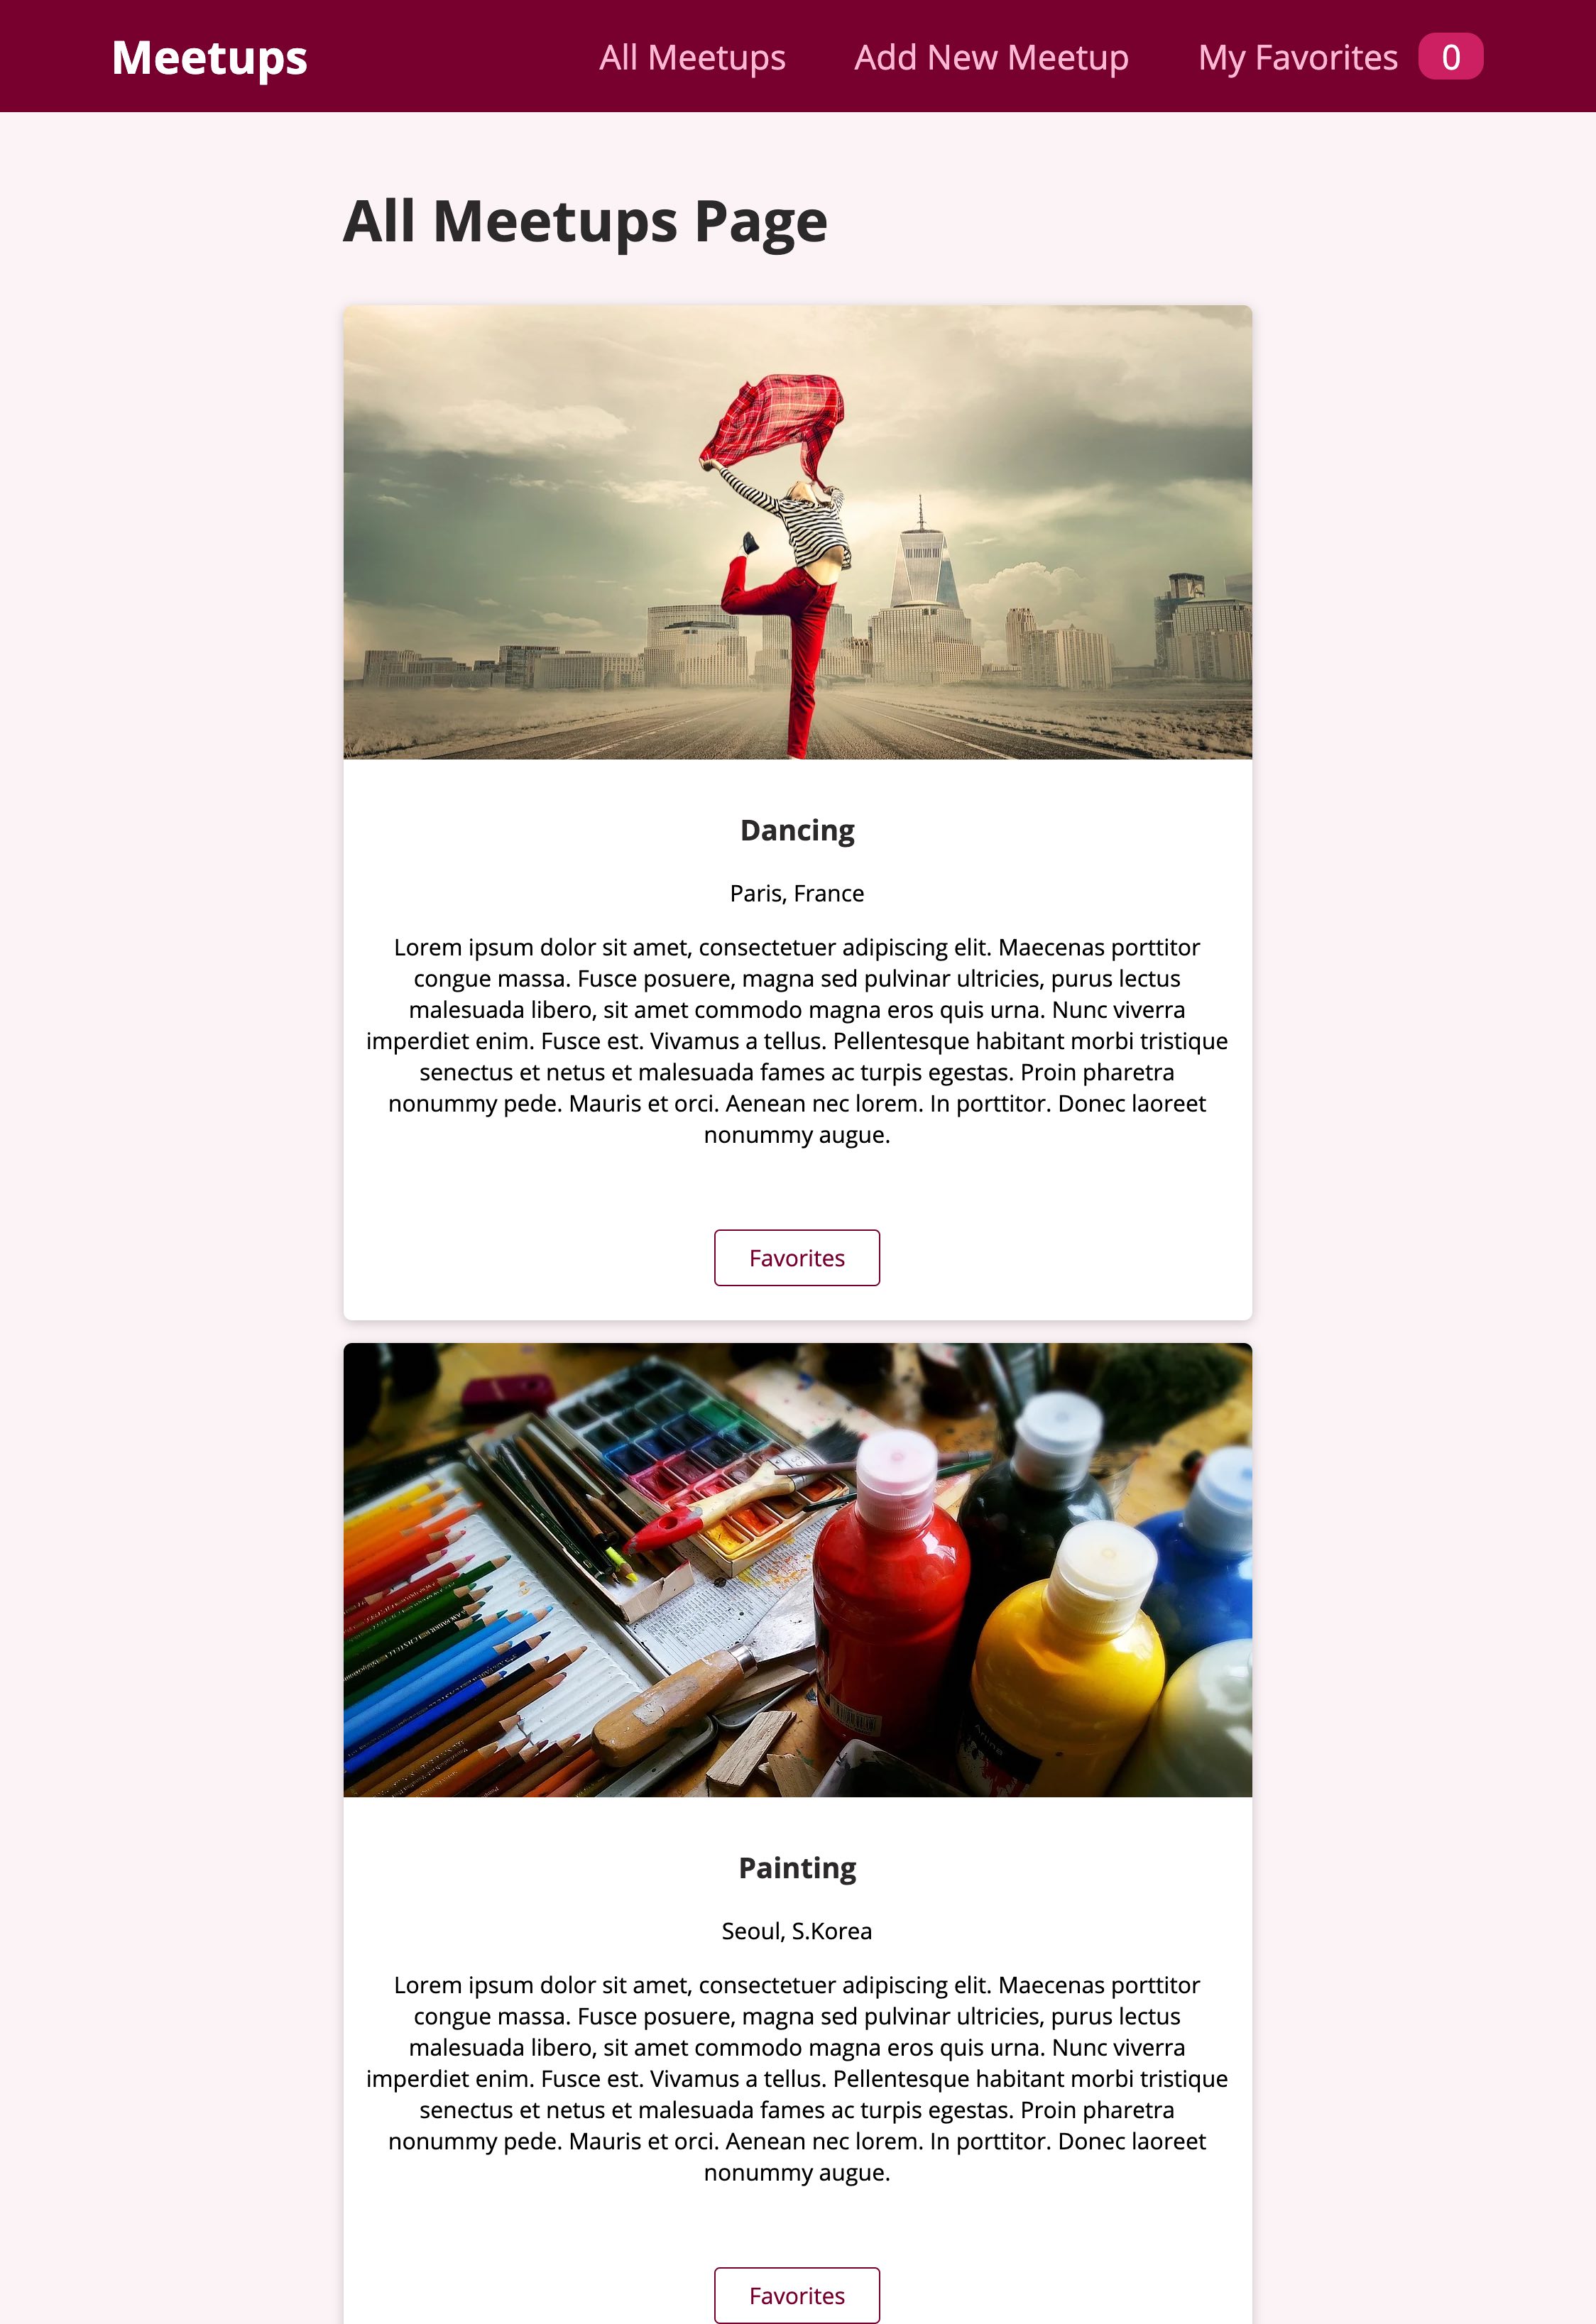 Meetups
All Meetups
Add New Meetup
My Favorites 0
All Meetups Page
Dancing
Paris, France
Lorem ipsum dolor sit amet, consectetuer adipiscing elit. Maecenas porttitor
congue massa. Fusce posuere, magna sed pulvinar ultricies, purus lectus
malesuada libero, sit amet commodo magna eros quis urna. Nunc viverra
imperdiet enim. Fusce est. Vivamus a tellus. Pellentesque habitant morbi tristique
senectus et netus et malesuada fames ac turpis egestas. Proin pharetra
nonummy pede. Mauris et orci. Aenean nec lorem. In porttitor. Donec laoreet
nonummy augue.
Favorites
Painting
Seoul, S.Korea
Lorem ipsum dolor sit amet, consectetuer adipiscing elit. Maecenas porttitor
congue massa. Fusce posuere, magna sed pulvinar ultricies, purus lectus
malesuada libero, sit amet commodo magna eros quis urna. Nunc viverra
imperdiet enim. Fusce est. Vivamus a tellus. Pellentesque habitant morbi tristique
senectus et netus et malesuada fames ac turpis egestas. Proin pharetra
nonummy pede. Mauris et orci. Aenean nec lorem. In porttitor. Donec laoreet
nonummy augue.
Favorites